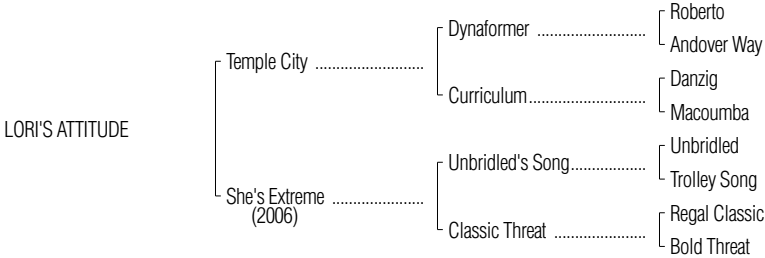 Roberto
Dynaformer ..........................
Andover Way
Temple City ..........................
Danzig
Curriculum............................
Macoumba
LORI'S ATTITUDE
Unbridled
Unbridled's Song..................
Trolley Song
She's Extreme ......................
(2006)
Regal Classic
Classic Threat ......................
Bold Threat